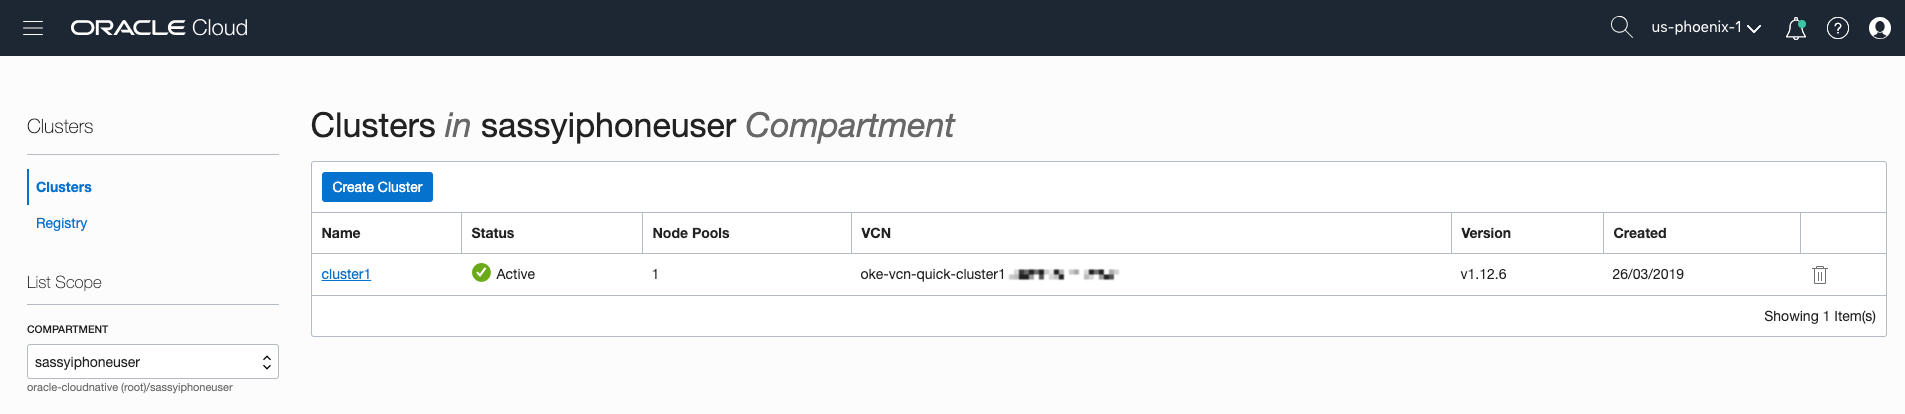 ORACLE Cloud
us-phoenix-1
Clusters
Clusters
Registry
List Scope
COMPARTMENT
sassyiphoneuser
oracle-cloudnative (root)/sassyiphoneuser
Clusters in sassyiphoneuser Compartment
Create Cluster
Name Status Node Pools VCN Version Created
cluster1 Active 1 oke-vcn-quick-cluster1 v1.12.6 26/03/2019
Showing 1 Item(s)